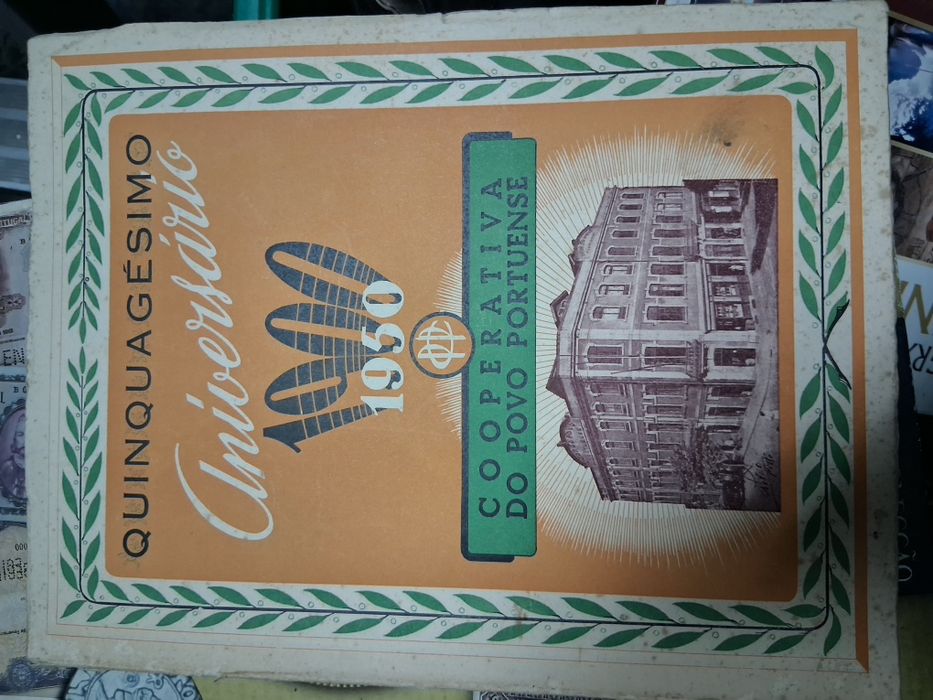 QUINQUAGÉSIMO
Aniversário
1900
1950
COOPERATIVA
DO POVO PORTUENSE